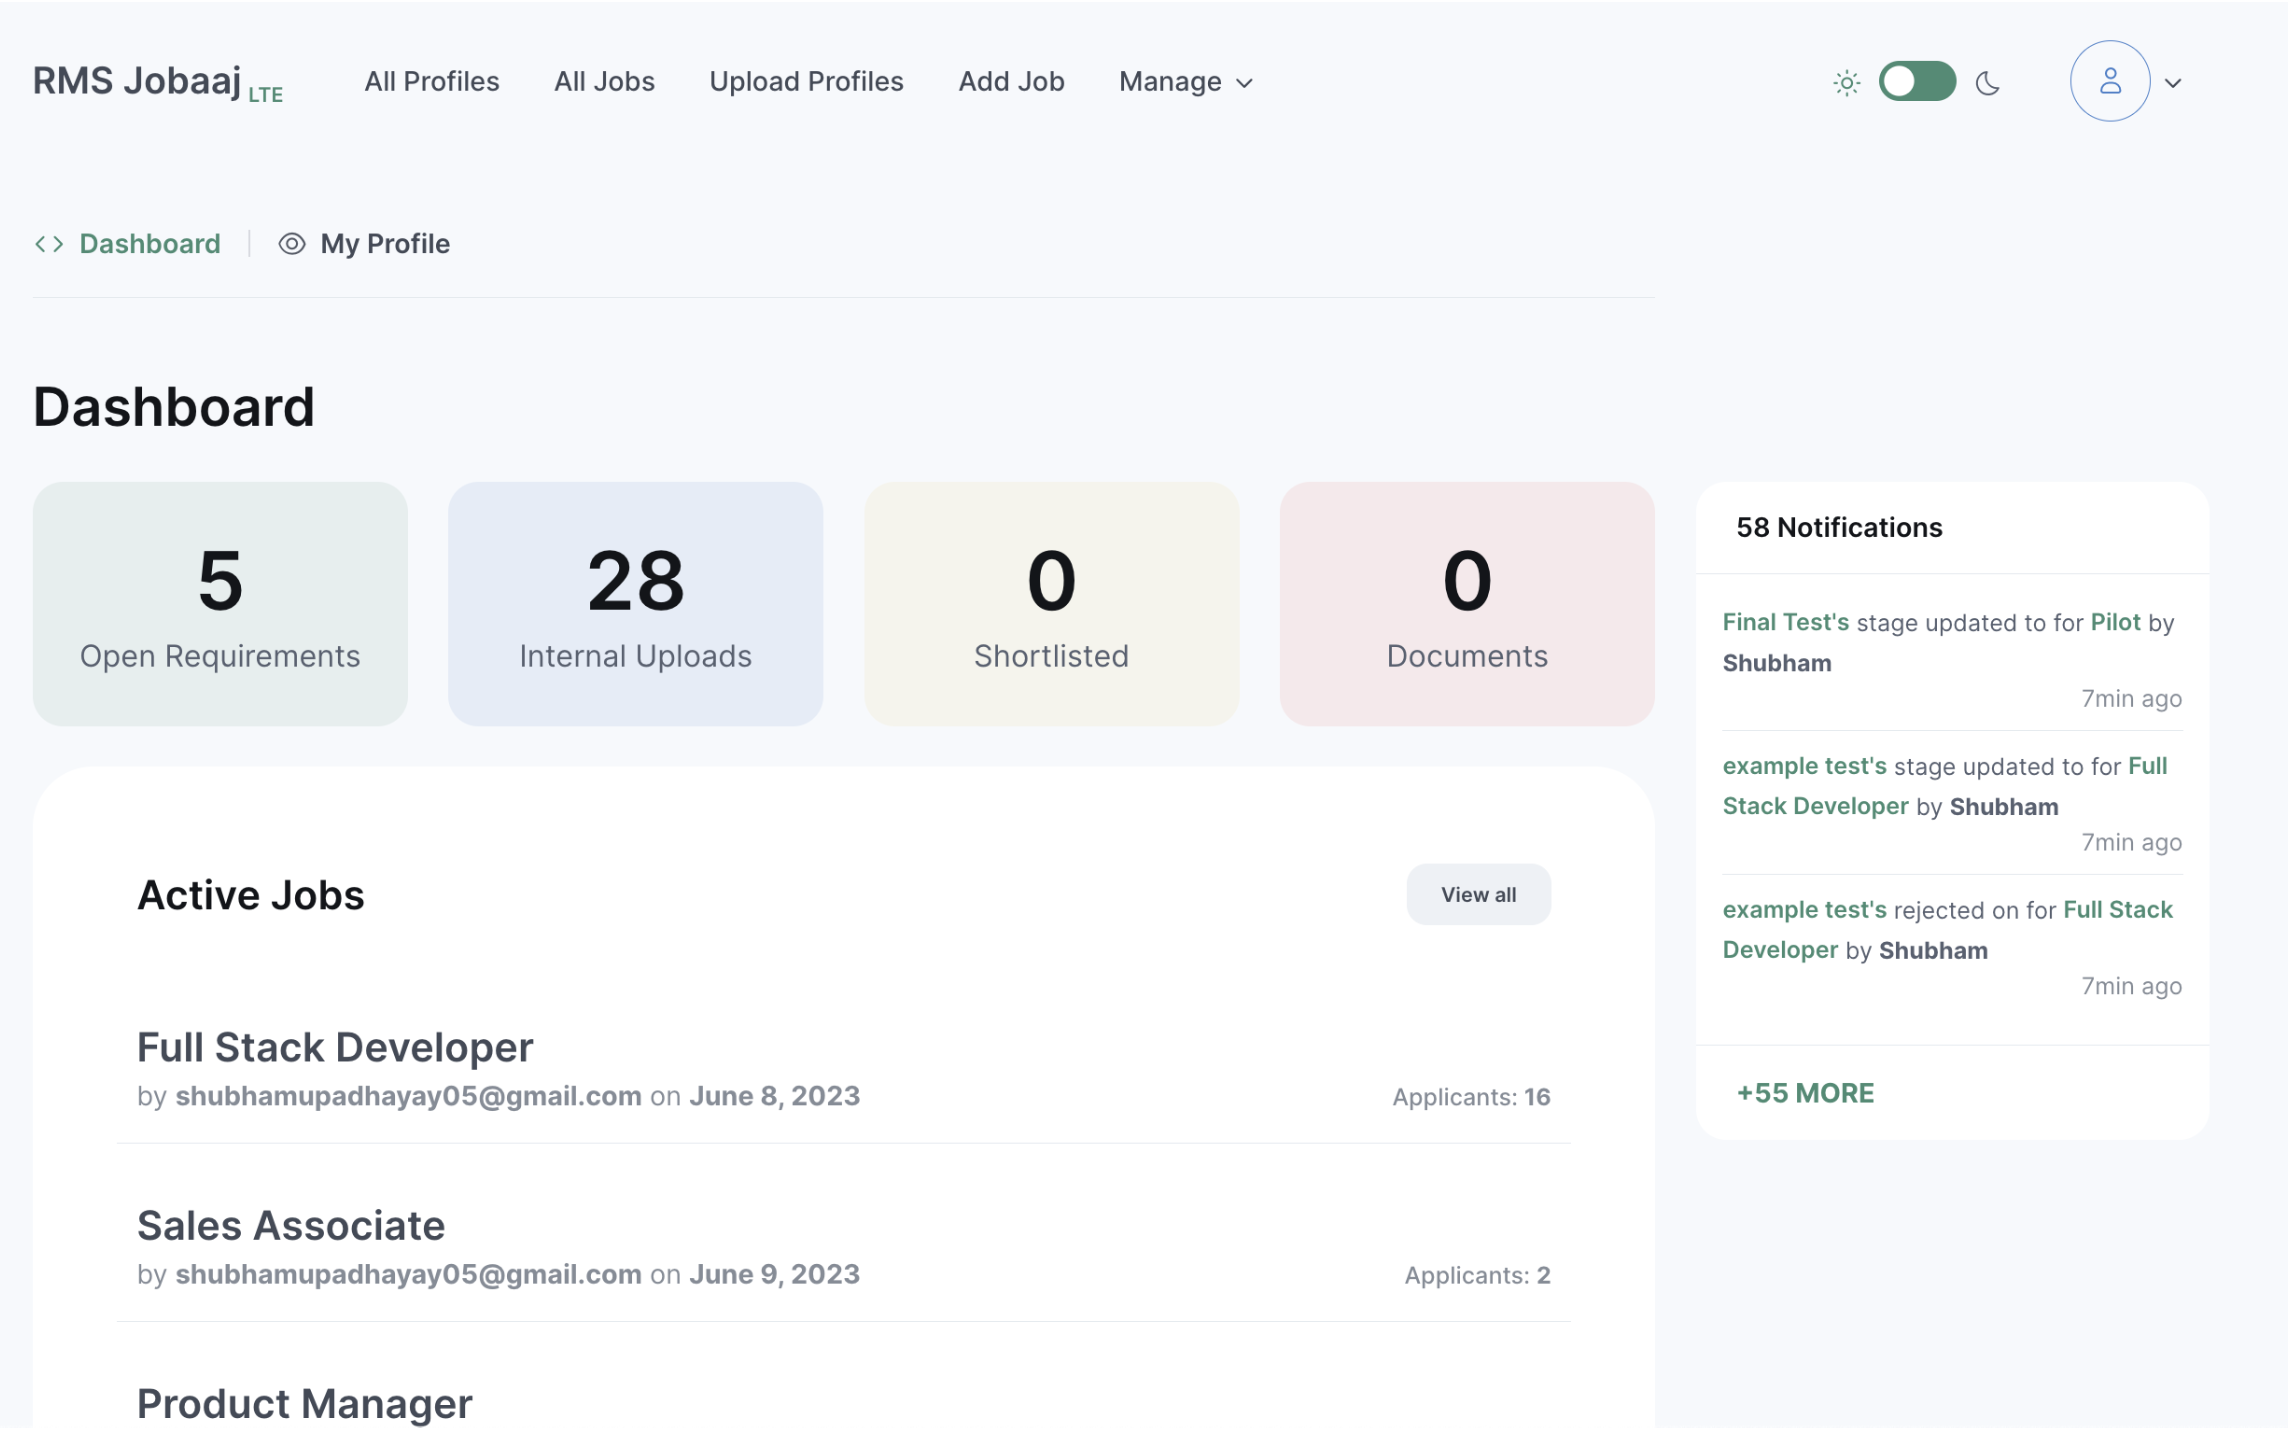 RMS Jobaaj LTE
All Profiles
All Jobs
Upload Profiles
Add Job
Manage
Dashboard
My Profile
Dashboard
5
Open Requirements
28
Internal Uploads
0
Shortlisted
0
Documents
58 Notifications
Final Test's stage updated to for Pilot by
Shubham
7min ago
example test's stage updated to for Full
Stack Developer by Shubham
7min ago
example test's rejected on for Full Stack
Developer by Shubham
7min ago
+55 MORE
Active Jobs
View all
Full Stack Developer
by shubhamupadhayay05@gmail.com on June 8, 2023
Applicants: 16
Sales Associate
by shubhamupadhayay05@gmail.com on June 9, 2023
Applicants: 2
Product Manager